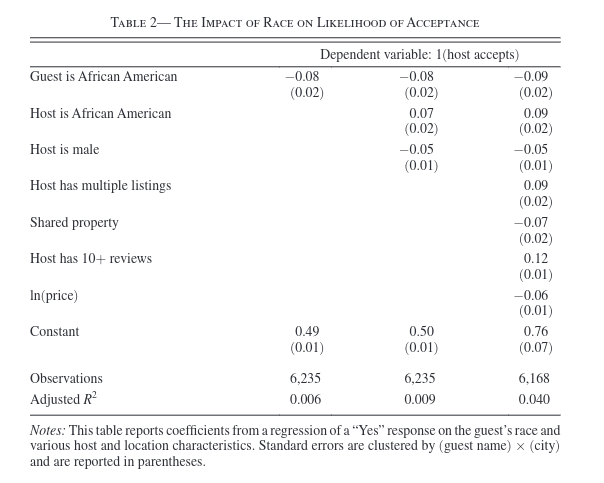 TABLE 2— THE IMPACT OF RACE ON LIKELIHOOD OF ACCEPTANCE
Dependent variable: 1(host accepts)
Guest is African American −0.08 −0.08 −0.09
(0.02) (0.02) (0.02)
Host is African American 0.07 0.09
(0.02) (0.02)
Host is male −0.05 −0.05
(0.01) (0.01)
Host has multiple listings 0.09
(0.02)
Shared property −0.07
(0.02)
Host has 10+ reviews 0.12
(0.01)
ln(price) −0.06
(0.01)
Constant 0.49 0.50 0.76
(0.01) (0.01) (0.07)
Observations 6,235 6,235 6,168
Adjusted R² 0.006 0.009 0.040
Notes: This table reports coefficients from a regression of a “Yes” response on the guest’s race and
various host and location characteristics. Standard errors are clustered by (guest name) × (city)
and are reported in parentheses.